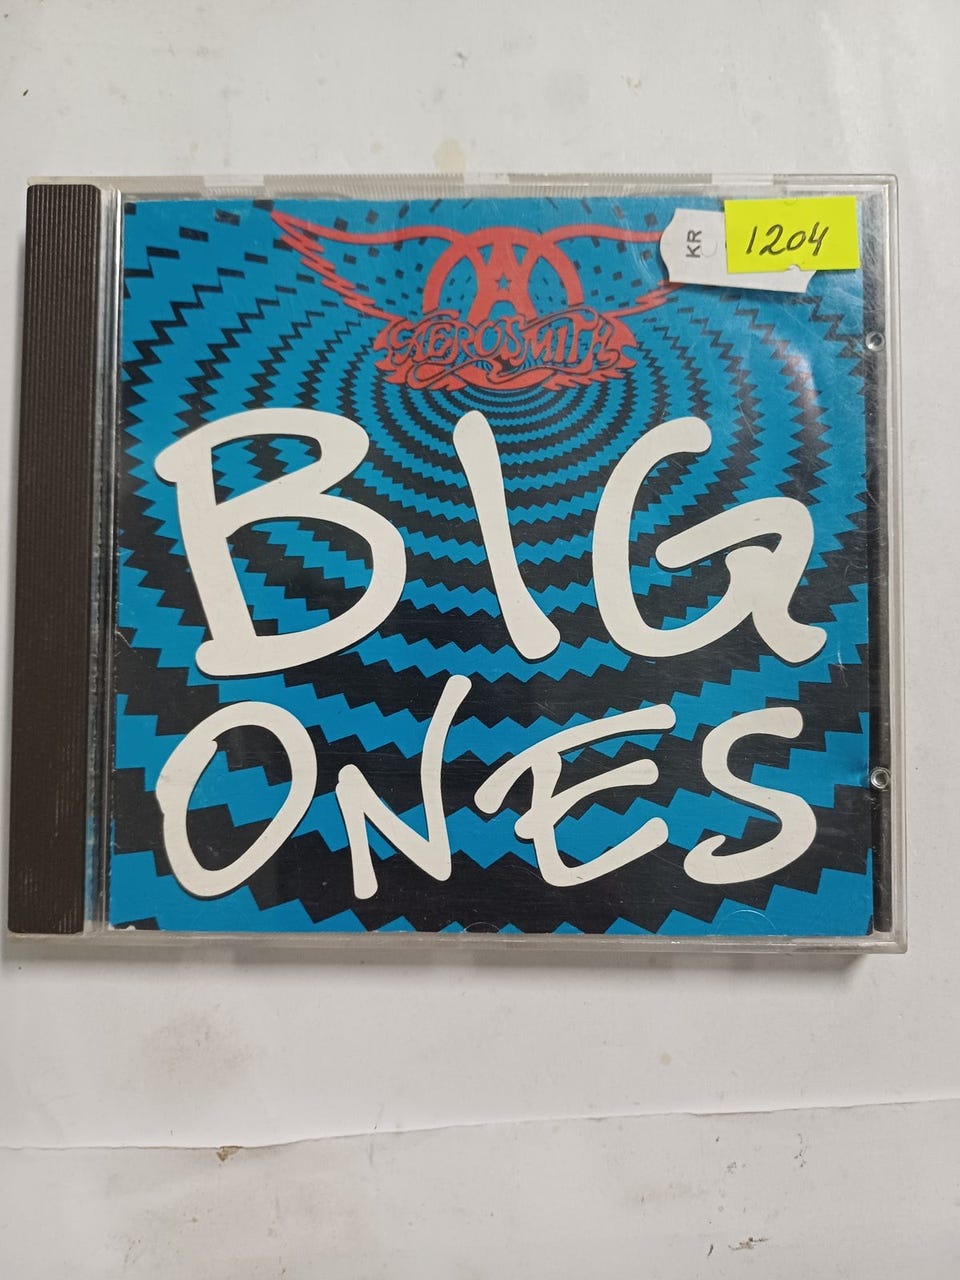 KR
1204
AEROSMITH
BIG
ONES